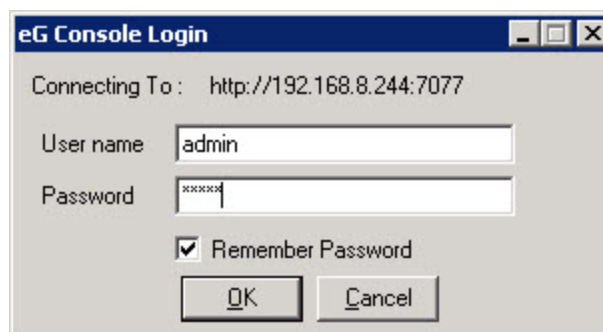 eG Console Login
Connecting To : http://192.168.8.244:7077
User name admin
Password *****
Remember Password
OK Cancel